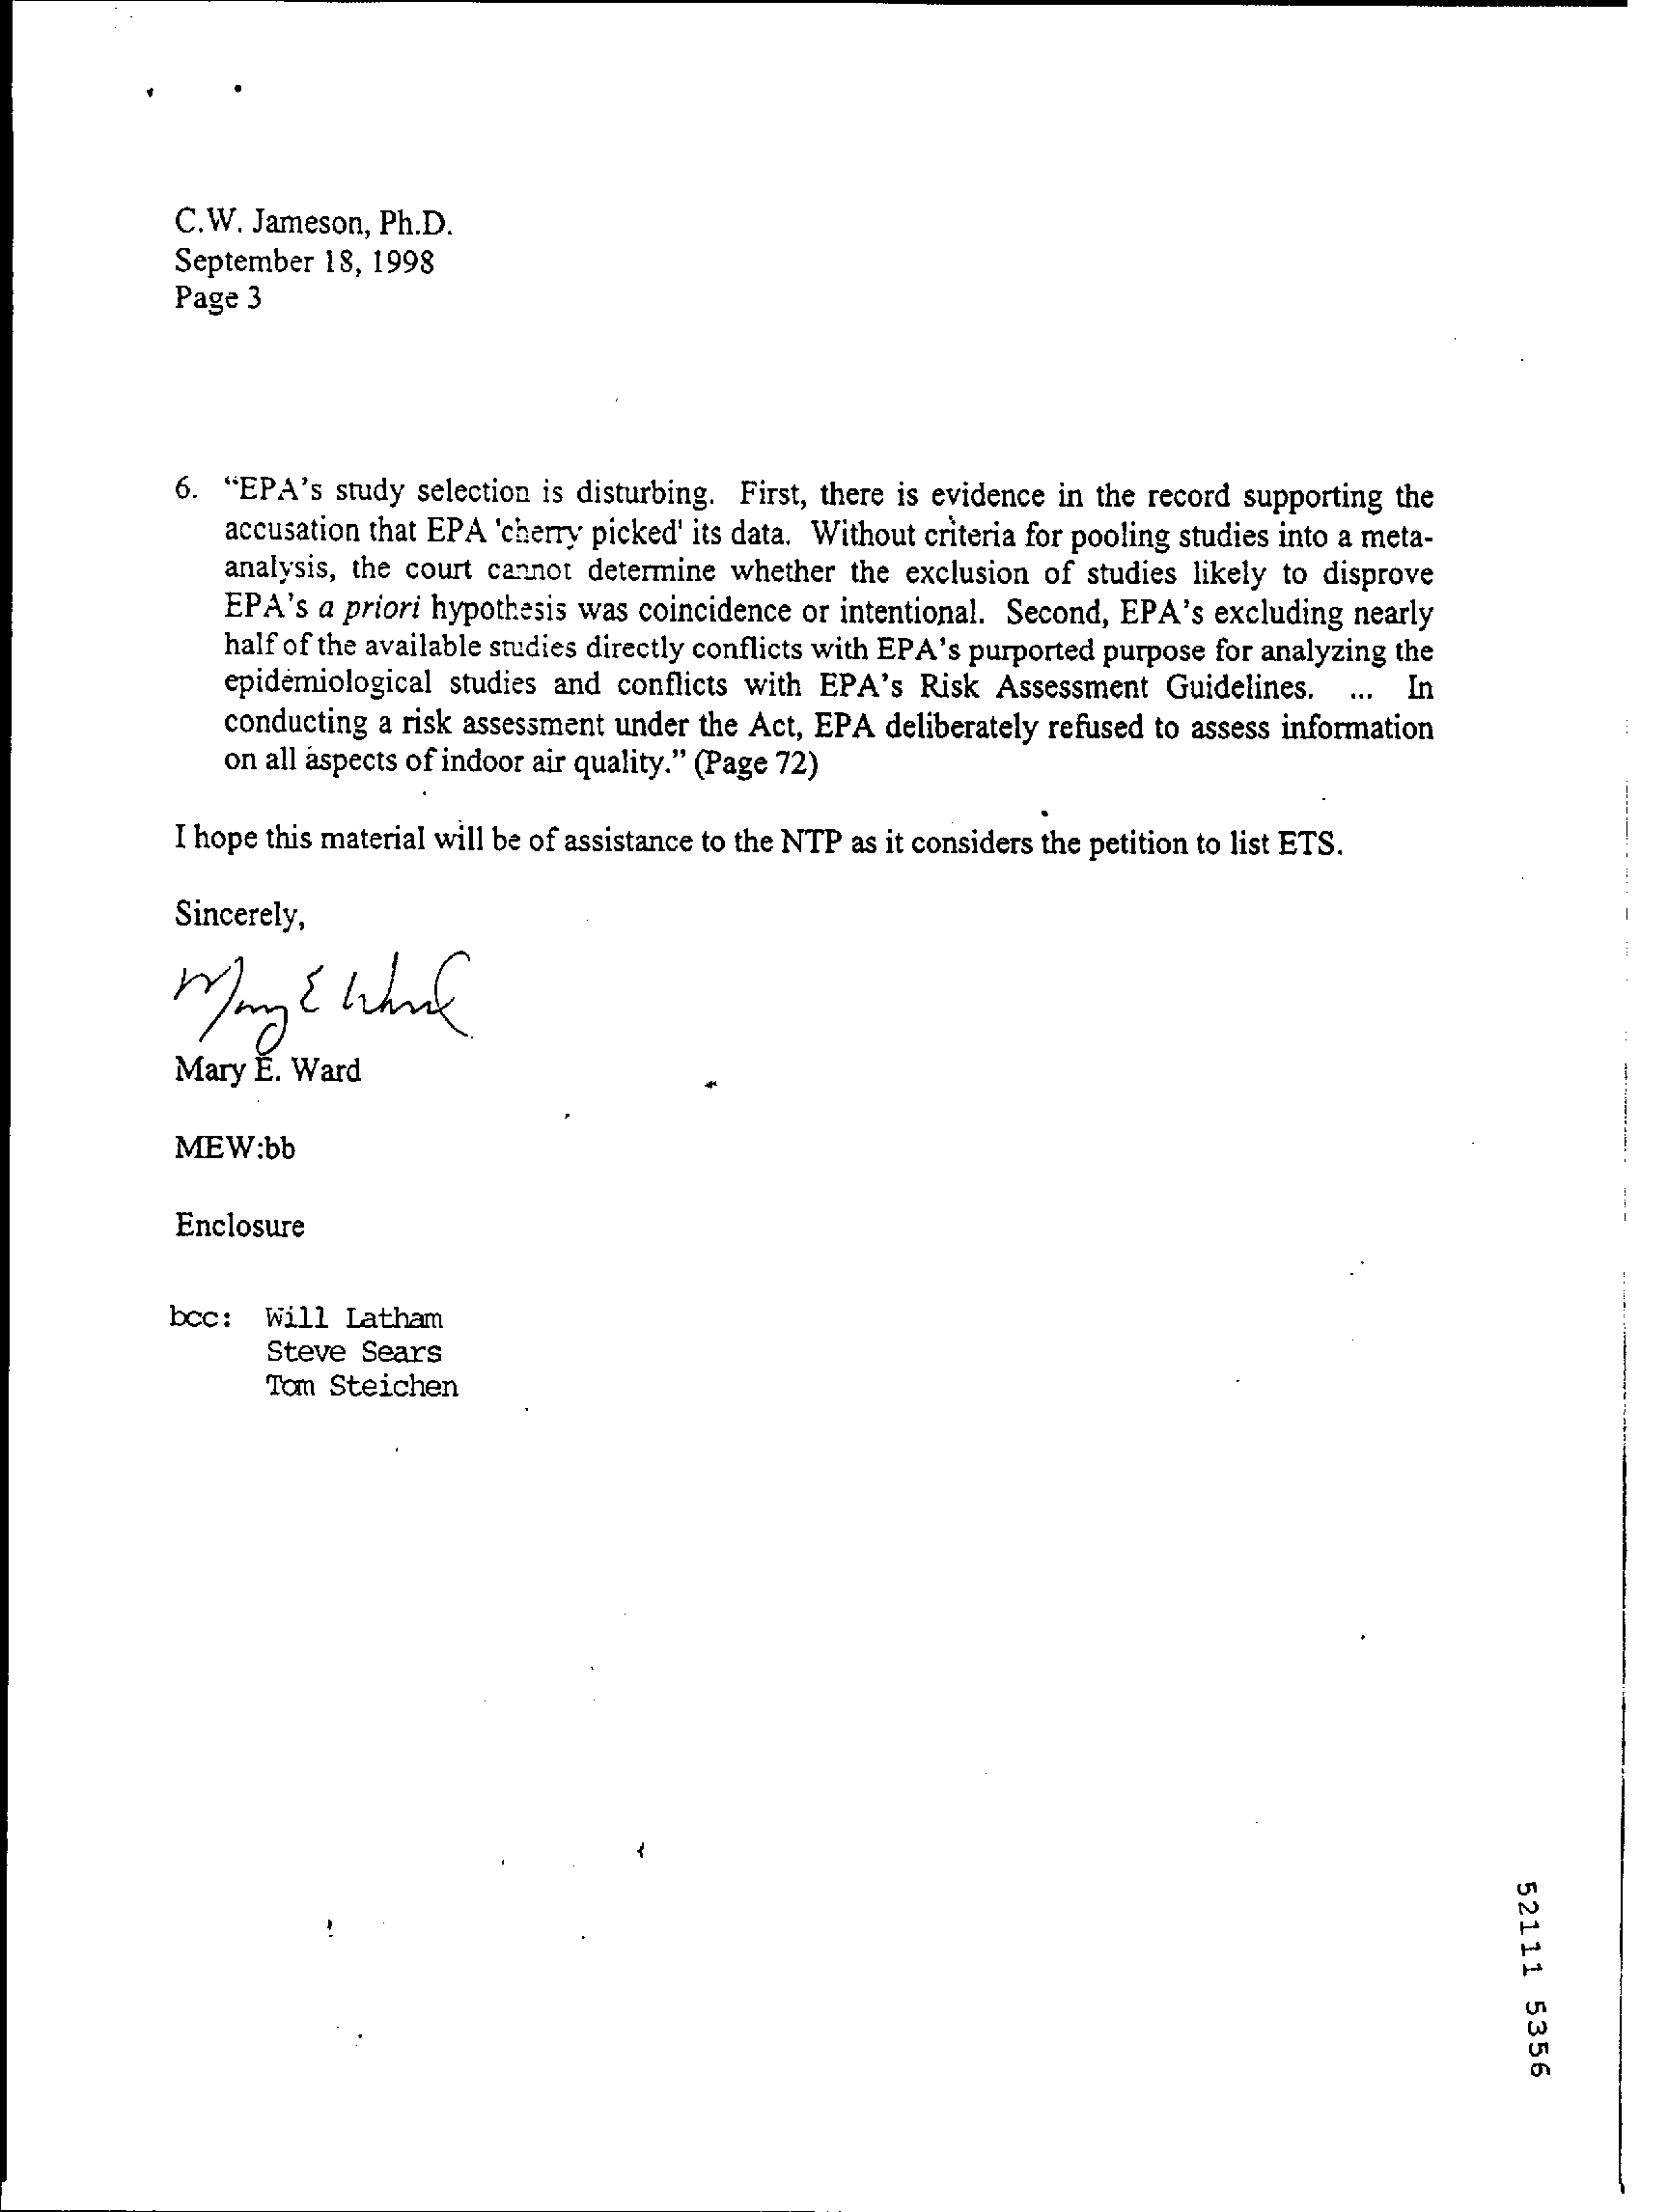 C.W. Jameson, Ph.D.
September 18, 1998
Page 3
6. “EPA's study selection is disturbing. First, there is evidence in the record supporting the
accusation that EPA 'cherry picked' its data. Without criteria for pooling studies into a meta-
analysis, the court cannot determine whether the exclusion of studies likely to disprove
EPA's a priori hypothesis was coincidence or intentional. Second, EPA's excluding nearly
half of the available studies directly conflicts with EPA's purported purpose for analyzing the
epidemiological studies and conflicts with EPA's Risk Assessment Guidelines. ... In
conducting a risk assessment under the Act, EPA deliberately refused to assess information
on all aspects of indoor air quality.” (Page 72)
I hope this material will be of assistance to the NTP as it considers the petition to list ETS.
Sincerely,
Mary E Ward
Mary E. Ward
MEW:bb
Enclosure
bcc: Will Latham
Steve Sears
Tom Steichen
52111 5356